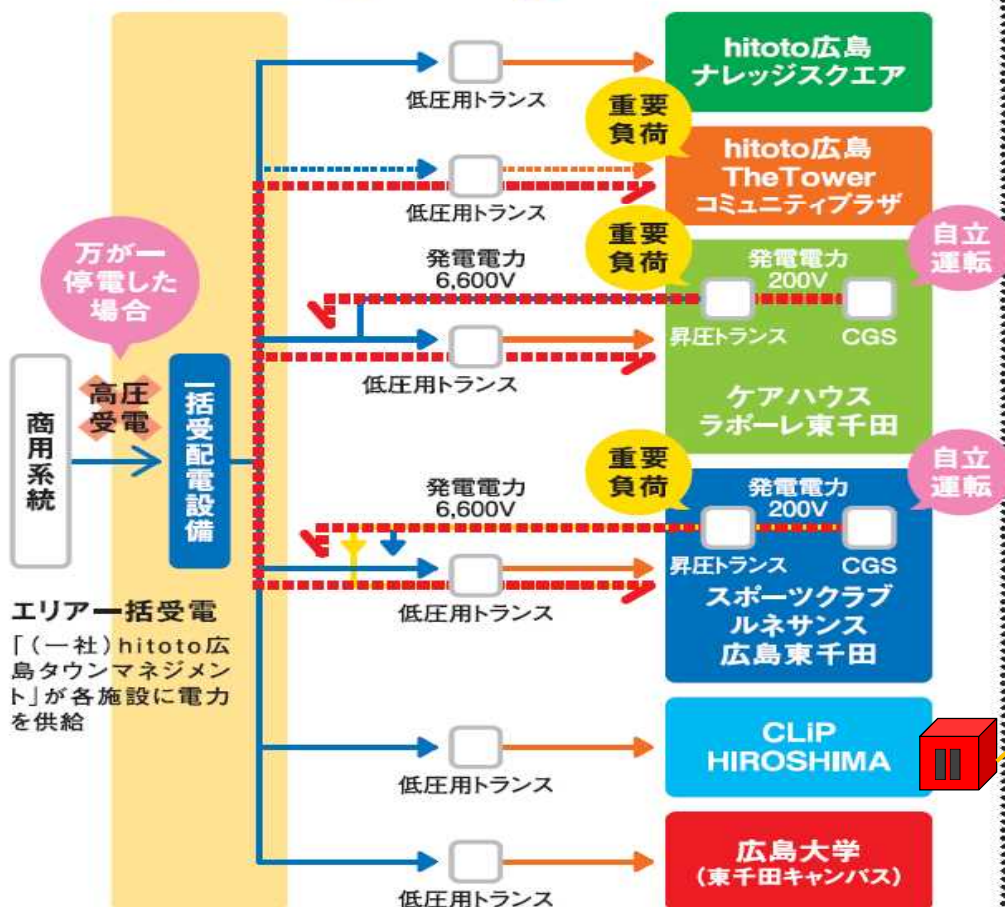 hitoto広島
ナレッジスクエア
低圧用トランス
重要
負荷
hitoto広島
TheTower
コミュニティプラザ
低圧用トランス
万が一
停電した
場合
発電電力
6,600V
重要
負荷
発電電力
200V
自立
運転
昇圧トランス
CGS
低圧用トランス
ケアハウス
ラボーレ東千田
商用系統
高圧
受電
一括受配電設備
発電電力
6,600V
重要
負荷
発電電力
200V
自立
運転
昇圧トランス
CGS
低圧用トランス
スポーツクラブ
ルネサンス
広島東千田
エリア一括受電
「(一社)hitoto広
島タウンマネジメン
ト」が各施設に電力
を供給
CLiP
HIROSHIMA
低圧用トランス
広島大学
(東千田キャンパス)
低圧用トランス